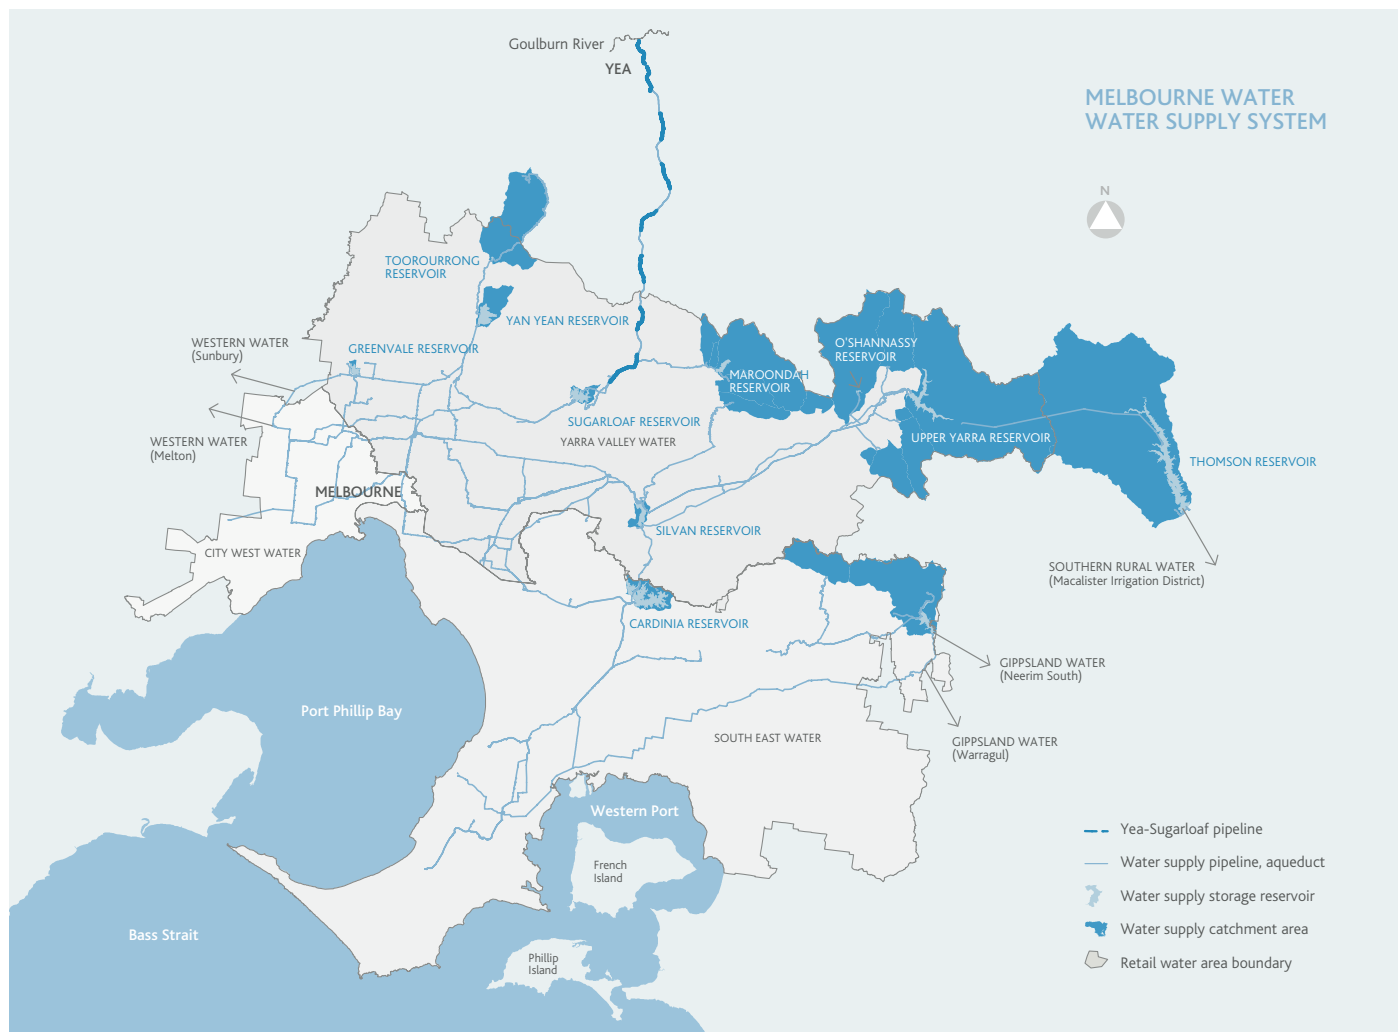 Goulburn River
YEA
MELBOURNE WATER
WATER SUPPLY SYSTEM
N
TOOROURRONG
RESERVOIR
YAN YEAN RESERVOIR
WESTERN WATER
(Sunbury)
GREENVALE RESERVOIR
O'SHANNASSY
RESERVOIR
MAROONDAH
RESERVOIR
SUGARLOAF RESERVOIR
YARRA VALLEY WATER
UPPER YARRA RESERVOIR
WESTERN WATER
(Melton)
THOMSON RESERVOIR
MELBOURNE
SILVAN RESERVOIR
CITY WEST WATER
SOUTHERN RURAL WATER
(Macalister Irrigation District)
CARDINIA RESERVOIR
GIPPSLAND WATER
(Neerim South)
Port Phillip Bay
SOUTH EAST WATER
GIPPSLAND WATER
(Warragul)
Western Port
French
Island
Bass Strait
Phillip
Island
Yea-Sugarloaf pipeline
Water supply pipeline, aqueduct
Water supply storage reservoir
Water supply catchment area
Retail water area boundary